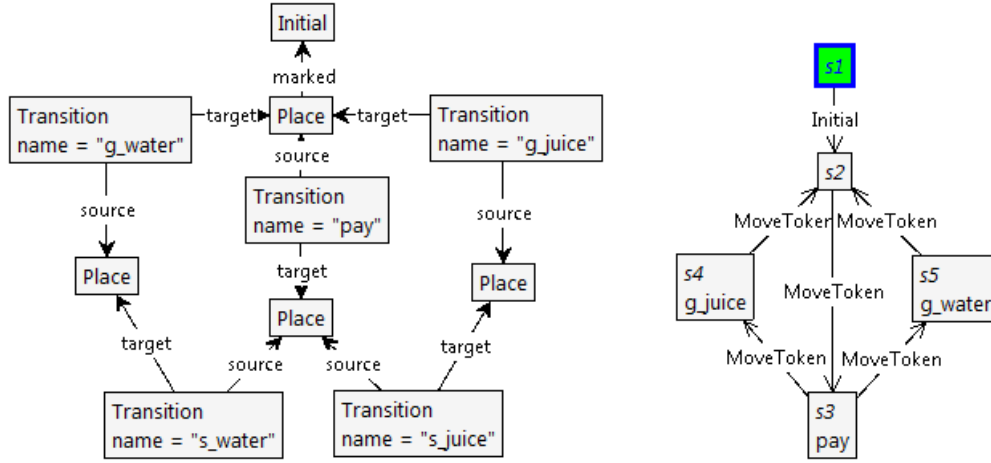 Initial
marked
Transition
name = "g_water"
target
Place
target
Transition
name = "g_juice"
source
Transition
name = "pay"
source
source
target
Place
Place
Place
target
source
source
target
Transition
name = "s_water"
Transition
name = "s_juice"
s1
Initial
s2
MoveToken
MoveToken
s4
g_juice
MoveToken
s5
g_water
MoveToken
MoveToken
s3
pay